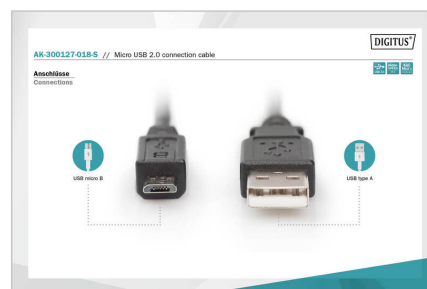 DIGITUS®
AK-300127-018-S // Micro USB 2.0 connection cable
Anschlüsse
Connections
USB micro B
USB type A